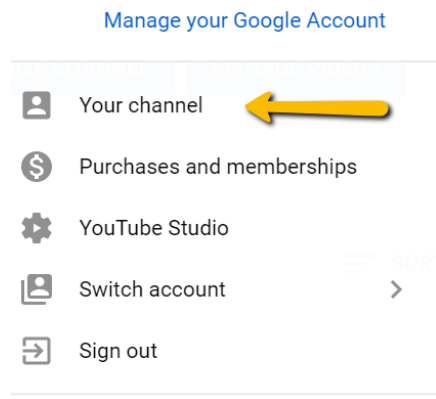 Manage your Google Account
Your channel
Purchases and memberships
YouTube Studio
Switch account
Sign out